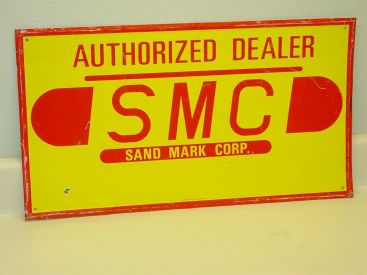 AUTHORIZED DEALER
SMC
SAND MARK CORP.